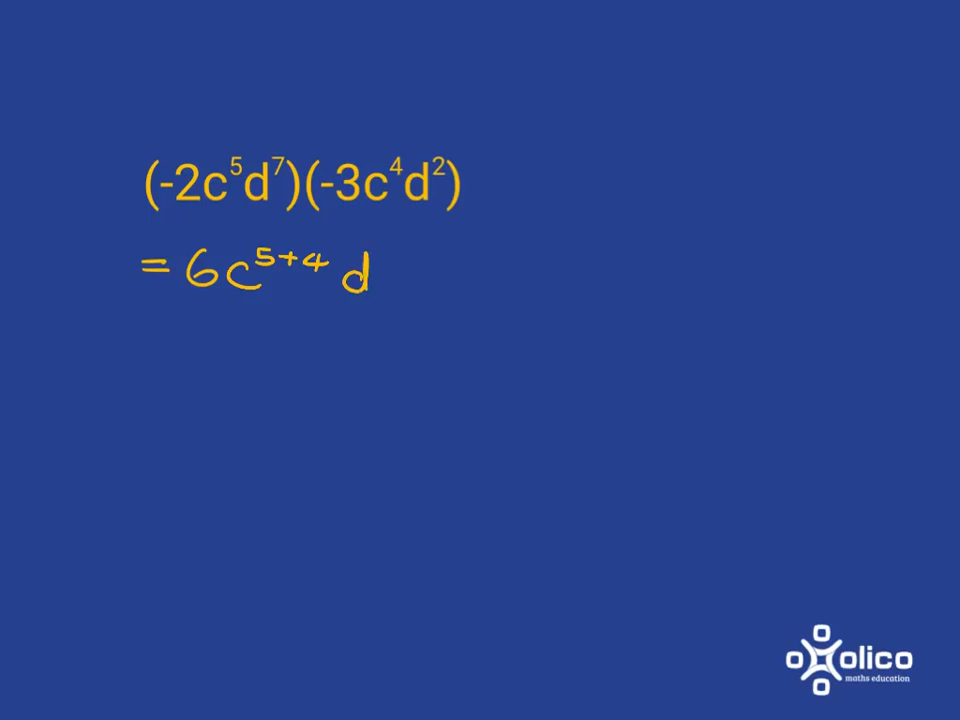 (-2c⁵d⁷)(-3c⁴d²)
= 6c⁵⁺⁴ d
olico
maths education